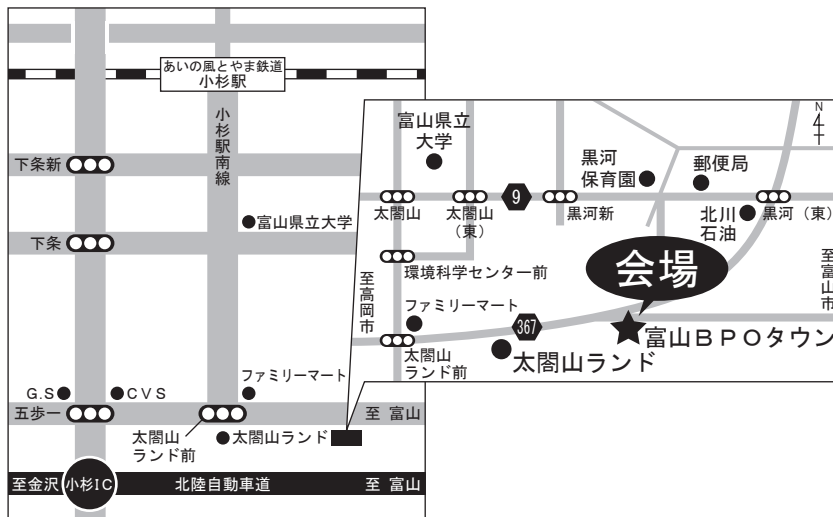 あいの風とやま鉄道
小杉駅
小杉駅南線
下条新
富山県立大学
下条
G.S
CVS
ファミリーマート
五歩一
至 富山
太閤山
ランド前
太閤山ランド
至金沢
小杉IC
北陸自動車道
至 富山
N
4
富山県立
大学
黒河
保育園
郵便局
9
太閤山
太閤山
（東）
黒河新
北川
石油
黒河（東）
環境科学センター前
会場
至高岡市
至富山市
ファミリーマート
367
富山BPOタウン
太閤山
ランド前
太閤山ランド